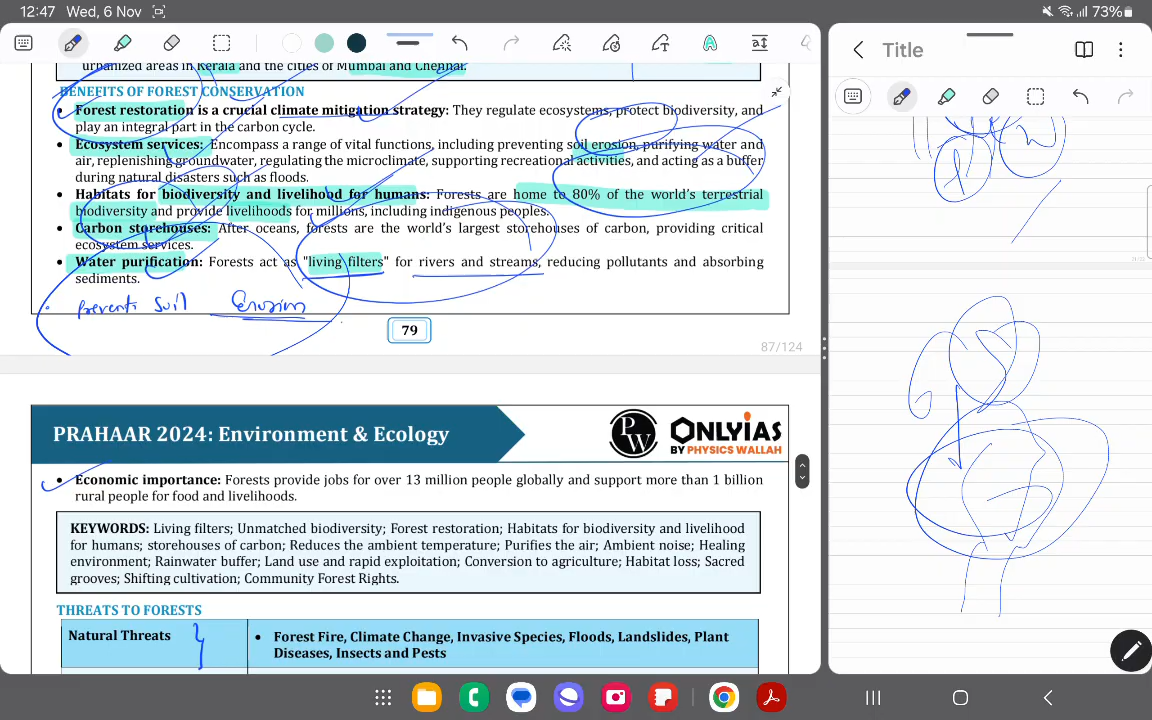 12:47 Wed, 6 Nov
73%
Title
urbanized areas in Kerala and the cities of Mumbai and Chennai.
BENEFITS OF FOREST CONSERVATION
• Forest restoration is a crucial climate mitigation strategy: They regulate ecosystems, protect biodiversity, and
play an integral part in the carbon cycle.
• Ecosystem services: Encompass a range of vital functions, including preventing soil erosion, purifying water and
air, replenishing groundwater, regulating the microclimate, supporting recreational activities, and acting as a buffer
during natural disasters such as floods.
• Habitats for biodiversity and livelihood for humans: Forests are home to 80% of the world's terrestrial
biodiversity and provide livelihoods for millions, including indigenous peoples.
• Carbon storehouses: After oceans, forests are the world's largest storehouses of carbon, providing critical
ecosystem services.
• Water purification: Forests act as "living filters" for rivers and streams, reducing pollutants and absorbing
sediments.
prevents soil Erosion
79
87/124
PRAHAAR 2024: Environment & Ecology
PW ONLYIAS
BY PHYSICS WALLAH
• Economic importance: Forests provide jobs for over 13 million people globally and support more than 1 billion
rural people for food and livelihoods.
KEYWORDS: Living filters; Unmatched biodiversity; Forest restoration; Habitats for biodiversity and livelihood
for humans; storehouses of carbon; Reduces the ambient temperature; Purifies the air; Ambient noise; Healing
environment; Rainwater buffer; Land use and rapid exploitation; Conversion to agriculture; Habitat loss; Sacred
grooves; Shifting cultivation; Community Forest Rights.
THREATS TO FORESTS
Natural Threats
• Forest Fire, Climate Change, Invasive Species, Floods, Landslides, Plant
Diseases, Insects and Pests